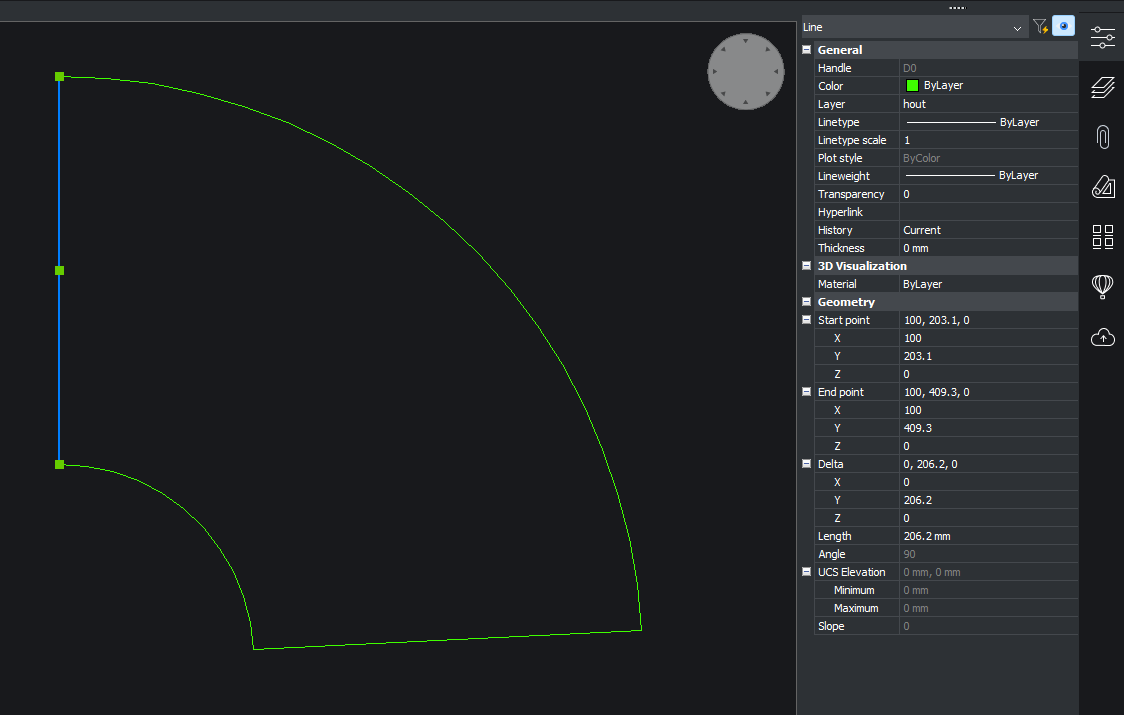 Line
General
Handle D0
Color ByLayer
Layer hout
Linetype ByLayer
Linetype scale 1
Plot style ByColor
Lineweight ByLayer
Transparency 0
Hyperlink
History Current
Thickness 0 mm
3D Visualization
Material ByLayer
Geometry
Start point 100, 203.1, 0
X 100
Y 203.1
Z 0
End point 100, 409.3, 0
X 100
Y 409.3
Z 0
Delta 0, 206.2, 0
X 0
Y 206.2
Z 0
Length 206.2 mm
Angle 90
UCS Elevation 0 mm, 0 mm
Minimum 0 mm
Maximum 0 mm
Slope 0